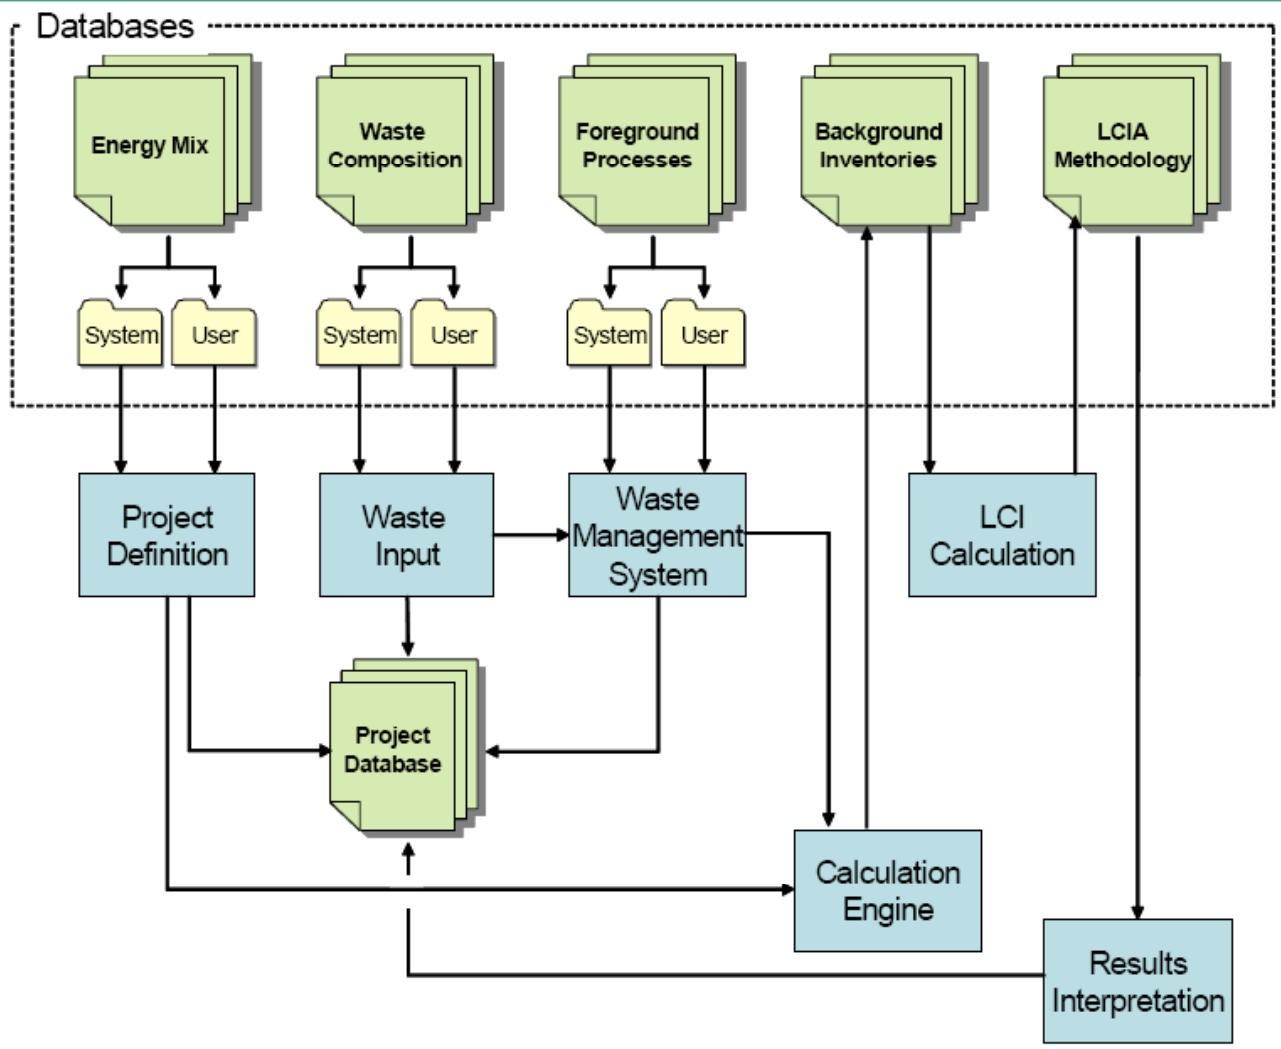 Databases
Energy Mix
Waste
Composition
Foreground
Processes
Background
Inventories
LCIA
Methodology
System
User
System
User
System
User
Project
Definition
Waste
Input
Waste
Management
System
LCI
Calculation
Project
Database
Calculation
Engine
Results
Interpretation